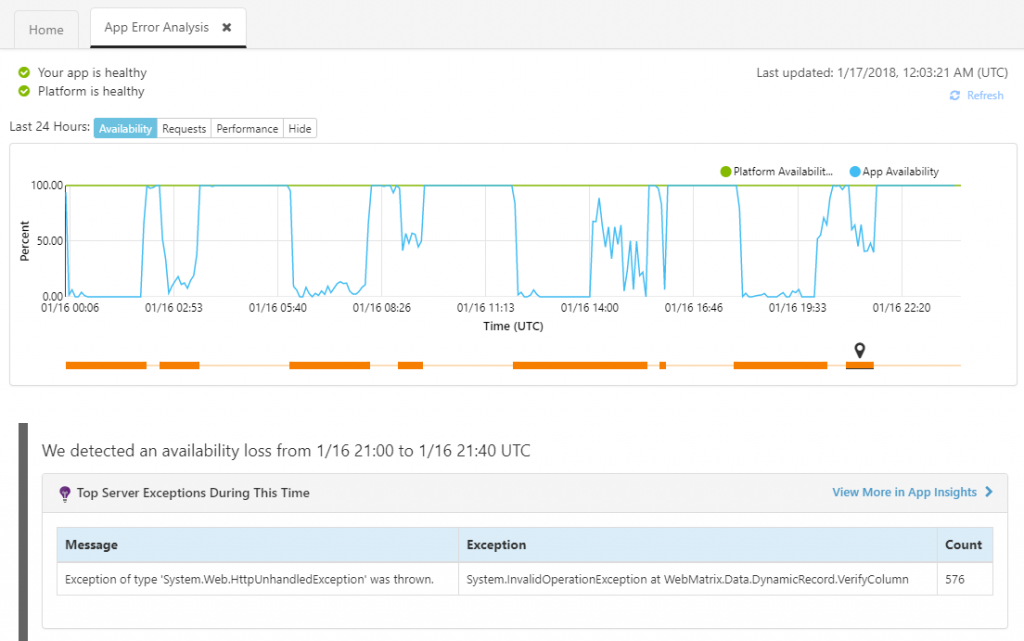 Home
App Error Analysis ✖
Your app is healthy
Platform is healthy
Last updated: 1/17/2018, 12:03:21 AM (UTC)
Refresh
Last 24 Hours: Availability Requests Performance Hide
Platform Availabilit... App Availability
100.00
50.00
0.00
Percent
01/16 00:06 01/16 02:53 01/16 05:40 01/16 08:26 01/16 11:13 01/16 14:00 01/16 16:46 01/16 19:33 01/16 22:20
Time (UTC)
We detected an availability loss from 1/16 21:00 to 1/16 21:40 UTC
Top Server Exceptions During This Time
View More in App Insights
Message Exception Count
Exception of type 'System.Web.HttpUnhandledException' was thrown. System.InvalidOperationException at WebMatrix.Data.DynamicRecord.VerifyColumn 576